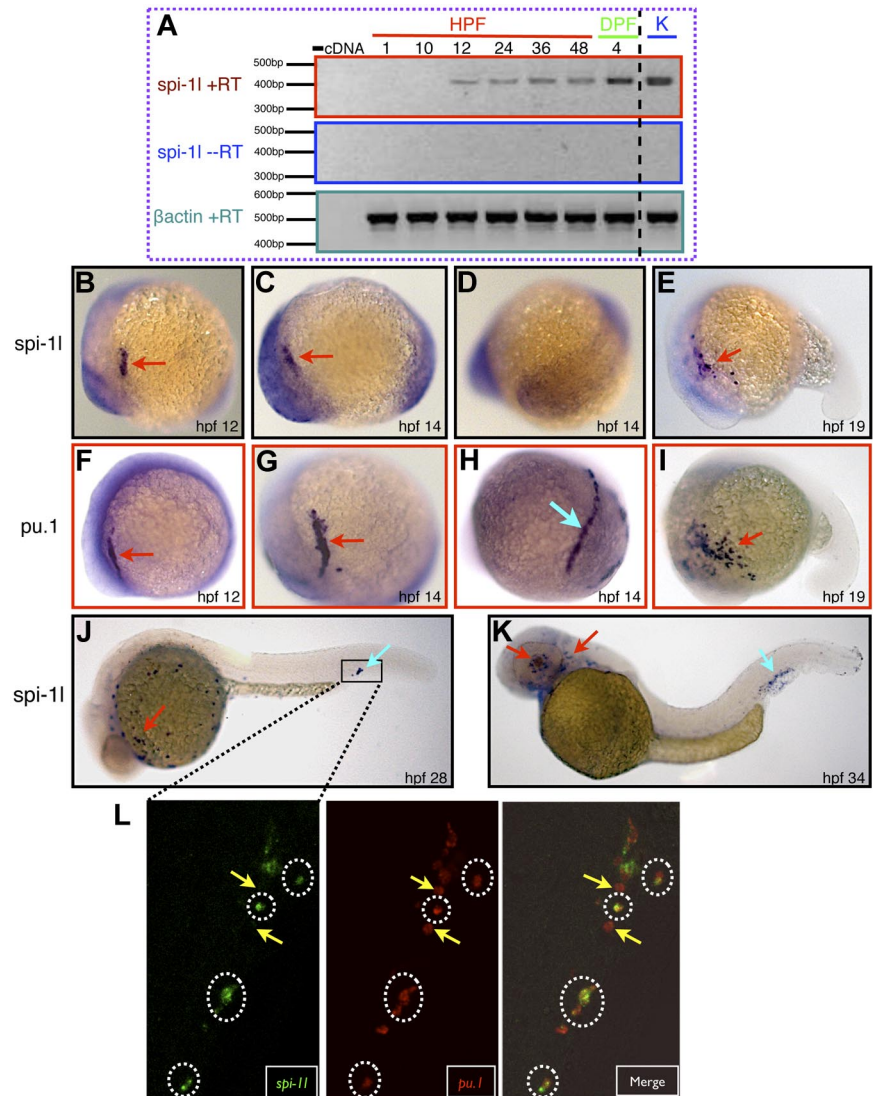 A
HPF
DPF
K
-cDNA 1 10 12 24 36 48 4
spi-1l +RT
500bp
400bp
300bp
spi-1l --RT
500bp
400bp
300bp
βactin +RT
600bp
500bp
400bp
spi-1l
B
hpf 12
C
hpf 14
D
hpf 14
E
hpf 19
pu.1
F
hpf 12
G
hpf 14
H
hpf 14
I
hpf 19
spi-1l
J
hpf 28
K
hpf 34
L
spi-1l
pu.1
Merge